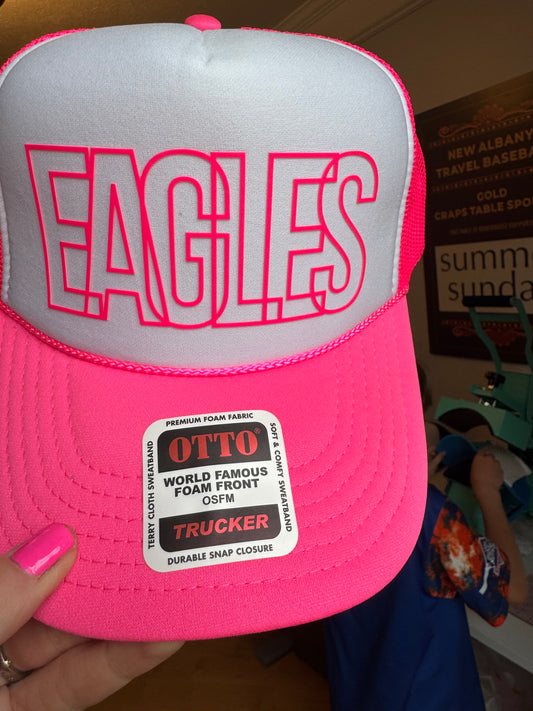 EAGLES
PREMIUM FOAM FABRIC
TERRY CLOTH SWEATBAND
OTTO®
WORLD FAMOUS
FOAM FRONT
OSFM
TRUCKER
SOFT & COMFY SWEATBAND
DURABLE SNAP CLOSURE
NEW ALBANY
TRAVEL BASEBA
GOLD
CRAPS TABLE SPO
summ
sunda